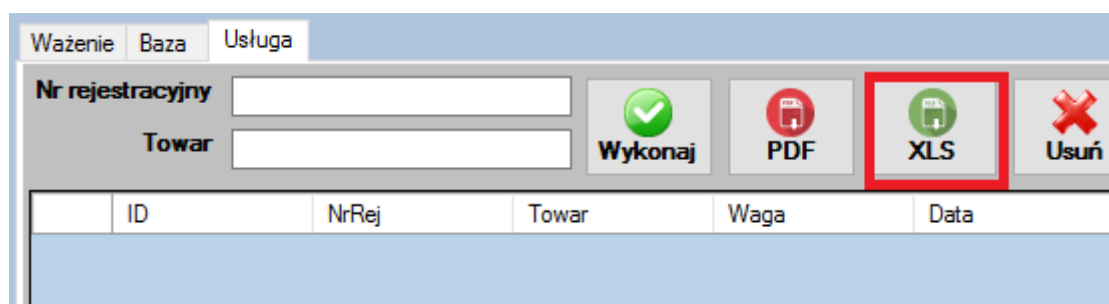 Ważenie Baza Usługa
Nr rejestracyjny
Towar
Wykonaj PDF XLS Usuń
ID NrRej Towar Waga Data